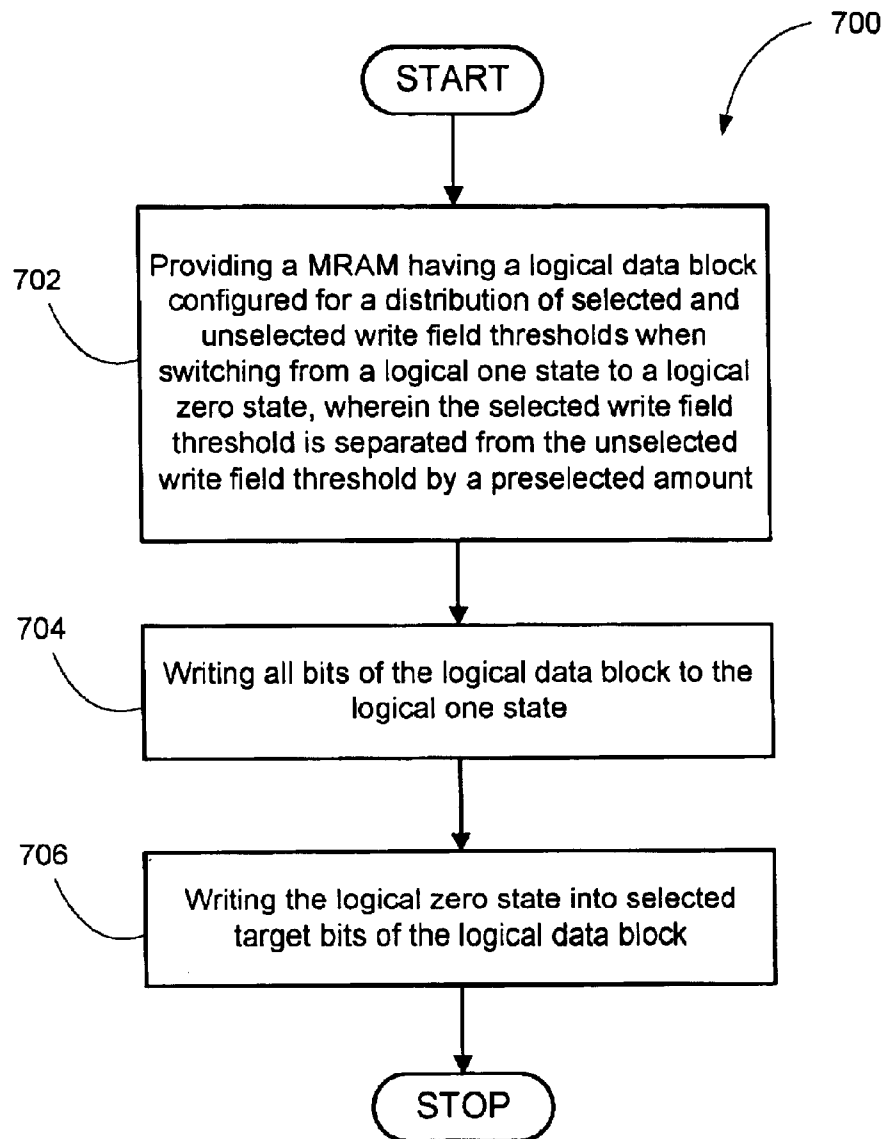 700
START
702
Providing a MRAM having a logical data block
configured for a distribution of selected and
unselected write field thresholds when
switching from a logical one state to a logical
zero state, wherein the selected write field
threshold is separated from the unselected
write field threshold by a preselected amount
704
Writing all bits of the logical data block to the
logical one state
706
Writing the logical zero state into selected
target bits of the logical data block
STOP